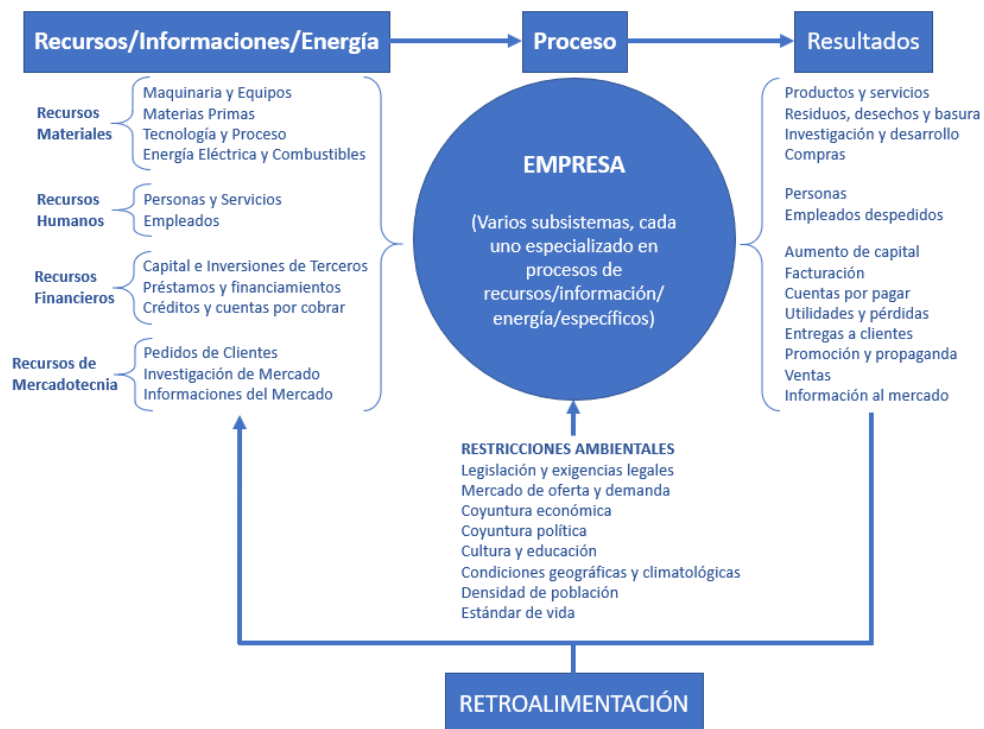 Recursos/Informaciones/Energía
Proceso
Resultados
Recursos
Materiales
Maquinaria y Equipos
Materias Primas
Tecnología y Proceso
Energía Eléctrica y Combustibles
Recursos
Humanos
Personas y Servicios
Empleados
Recursos
Financieros
Capital e Inversiones de Terceros
Préstamos y financiamientos
Créditos y cuentas por cobrar
Recursos de
Mercadotecnia
Pedidos de Clientes
Investigación de Mercado
Informaciones del Mercado
EMPRESA
(Varios subsistemas, cada
uno especializado en
procesos de
recursos/información/
energía/específicos)
Productos y servicios
Residuos, desechos y basura
Investigación y desarrollo
Compras
Personas
Empleados despedidos
Aumento de capital
Facturación
Cuentas por pagar
Utilidades y pérdidas
Entregas a clientes
Promoción y propaganda
Ventas
Información al mercado
RESTRICCIONES AMBIENTALES
Legislación y exigencias legales
Mercado de oferta y demanda
Coyuntura económica
Coyuntura política
Cultura y educación
Condiciones geográficas y climatológicas
Densidad de población
Estándar de vida
RETROALIMENTACIÓN